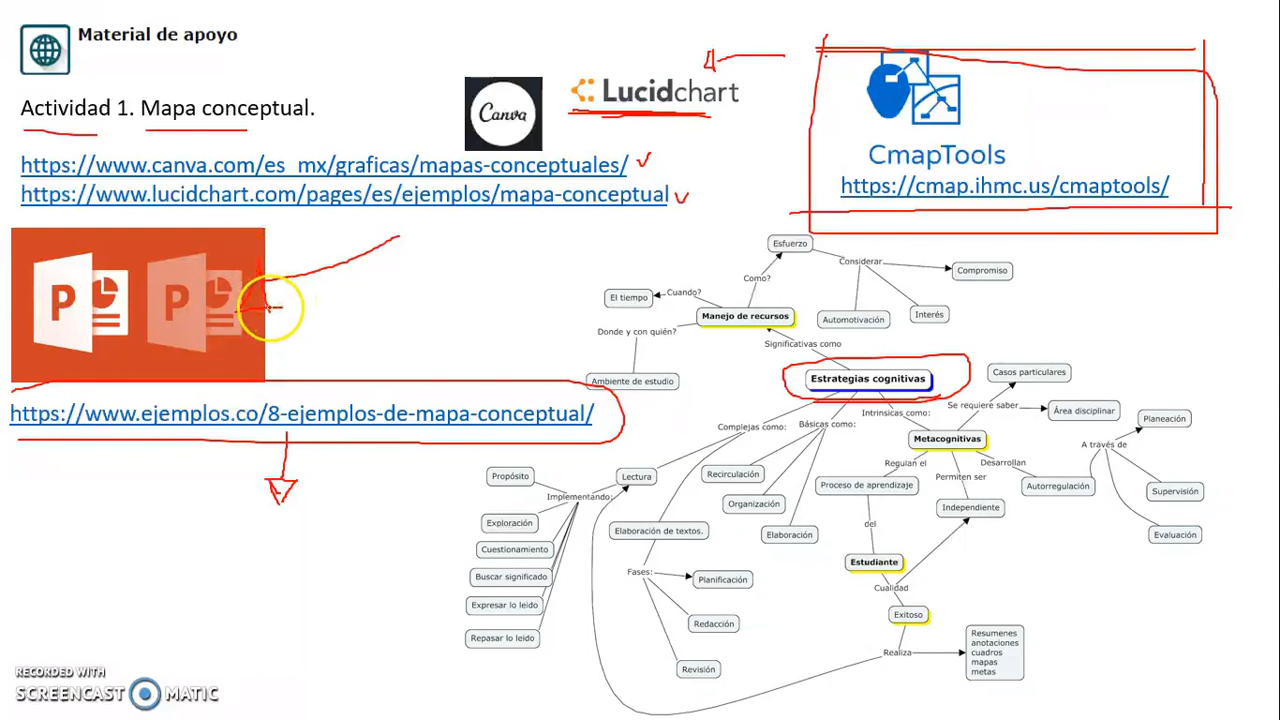 Material de apoyo
Actividad 1. Mapa conceptual.
Canva
Lucidchart
CmapTools
https://cmap.ihmc.us/cmaptools/
https://www.canva.com/es_mx/graficas/mapas-conceptuales/
https://www.lucidchart.com/pages/es/ejemplos/mapa-conceptual
P
P
https://www.ejemplos.co/8-ejemplos-de-mapa-conceptual/
Esfuerzo
Considerar
Compromiso
Como?
El tiempo
Cuando?
Manejo de recursos
Automotivación
Interés
Donde y con quién?
Significativas como
Ambiente de estudio
Estrategias cognitivas
Casos particulares
Intrinsicas como:
Se requiere saber
Área disciplinar
Planeación
Complejas como:
Básicas como:
Metacognitivas
A través de
Regulan el
Desarrollan
Permiten ser
Propósito
Lectura
Recirculación
Proceso de aprendizaje
Autorregulación
Supervisión
Implementando:
Organización
Independiente
Exploración
del
Elaboración de textos.
Elaboración
Evaluación
Cuestionamiento
Estudiante
Buscar significado
Fases:
Planificación
Cualidad
Expresar lo leido
Exitoso
Redacción
Repasar lo leido
Realiza
Resumenes
anotaciones
cuadros
mapas
metas
Revisión
RECORDED WITH
SCREENCAST MATIC